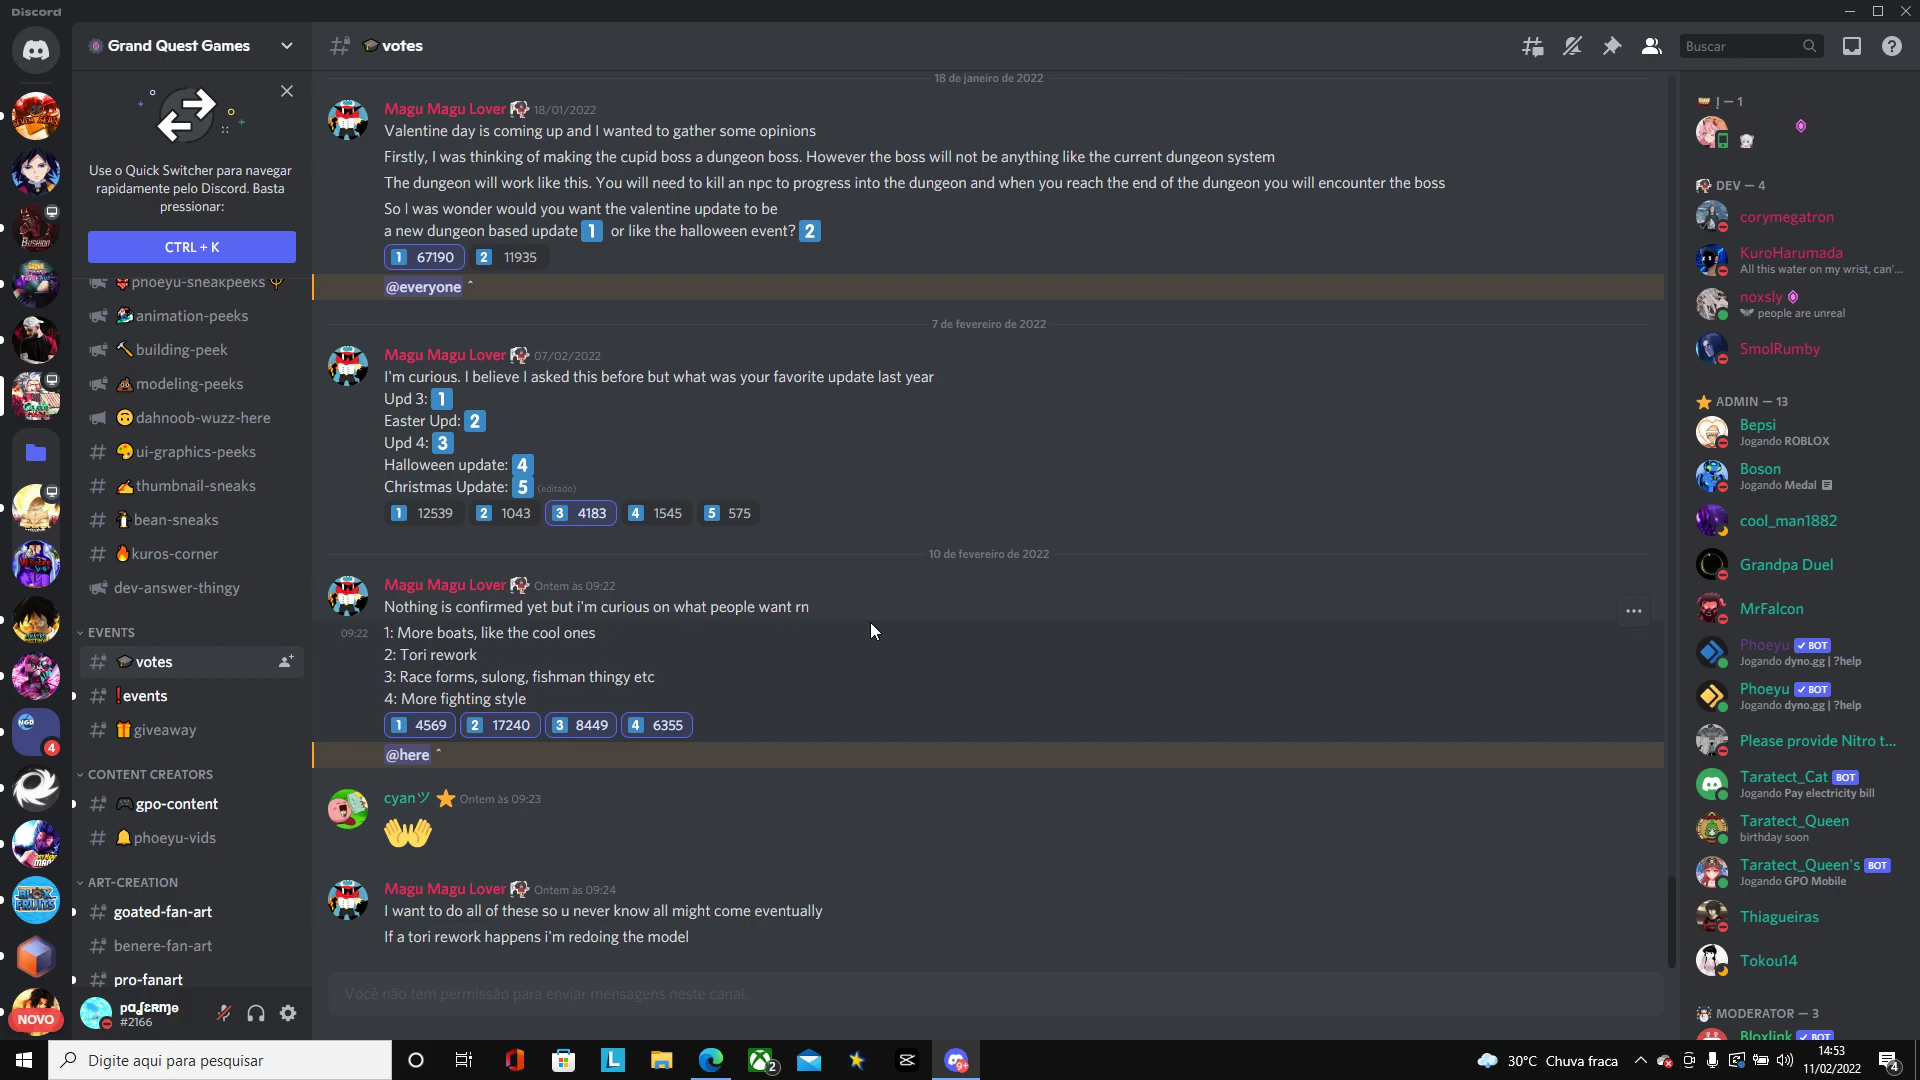 Discord
Grand Quest Games
Use o Quick Switcher para navegar
rapidamente pelo Discord. Basta
pressionar:
CTRL + K
phoeyu-sneakpeeks
animation-peeks
building-peek
modeling-peeks
dahnoob-wuzz-here
ui-graphics-peeks
thumbnail-sneaks
bean-sneaks
kuros-corner
dev-answer-thingy
EVENTS
votes
events
giveaway
CONTENT CREATORS
gpo-content
phoeyu-vids
ART-CREATION
goated-fan-art
benere-fan-art
pro-fanart
#2166
NGD
4
BLOX FRUITS
NOVO
votes
Buscar
18 de janeiro de 2022
Magu Magu Lover 18/01/2022
Valentine day is coming up and I wanted to gather some opinions
Firstly, I was thinking of making the cupid boss a dungeon boss. However the boss will not be anything like the current dungeon system
The dungeon will work like this. You will need to kill an npc to progress into the dungeon and when you reach the end of the dungeon you will encounter the boss
So I was wonder would you want the valentine update to be
a new dungeon based update 1 or like the halloween event? 2
1 67190 2 11935
@everyone ^
7 de fevereiro de 2022
Magu Magu Lover 07/02/2022
I'm curious. I believe I asked this before but what was your favorite update last year
Upd 3: 1
Easter Upd: 2
Upd 4: 3
Halloween update: 4
Christmas Update: 5 (editado)
1 12539 2 1043 3 4183 4 1545 5 575
10 de fevereiro de 2022
Magu Magu Lover Ontem às 09:22
Nothing is confirmed yet but i'm curious on what people want rn
09:22 1: More boats, like the cool ones
2: Tori rework
3: Race forms, sulong, fishman thingy etc
4: More fighting style
1 4569 2 17240 3 8449 4 6355
@here ^
cyanツ Ontem às 09:23
Magu Magu Lover Ontem às 09:24
I want to do all of these so u never know all might come eventually
If a tori rework happens i'm redoing the model
Você não tem permissão para enviar mensagens neste canal.
| — 1
DEV — 4
corymegatron
KuroHarumada
All this water on my wrist, can'...
noxsly
people are unreal
SmolRumby
ADMIN — 13
Bepsi
Jogando ROBLOX
Boson
Jogando Medal
cool_man1882
Grandpa Duel
MrFalcon
Phoeyu BOT
Jogando dyno.gg | ?help
Phoeyu BOT
Jogando dyno.gg | ?help
Please provide Nitro t...
Taratect_Cat BOT
Jogando Pay electricity bill
Taratect_Queen
birthday soon
Taratect_Queen's BOT
Jogando GPO Mobile
Thiagueiras
Tokou14
MODERATOR — 3
Bloxlink BOT
Digite aqui para pesquisar
L
2
9+
30°C Chuva fraca
14:53
11/02/2022
4